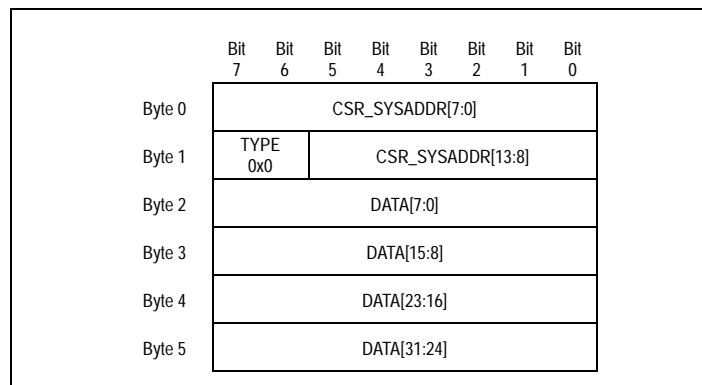 Bit Bit Bit Bit Bit Bit Bit Bit
7 6 5 4 3 2 1 0
Byte 0 CSR_SYSADDR[7:0]
Byte 1 TYPE 0x0 CSR_SYSADDR[13:8]
Byte 2 DATA[7:0]
Byte 3 DATA[15:8]
Byte 4 DATA[23:16]
Byte 5 DATA[31:24]